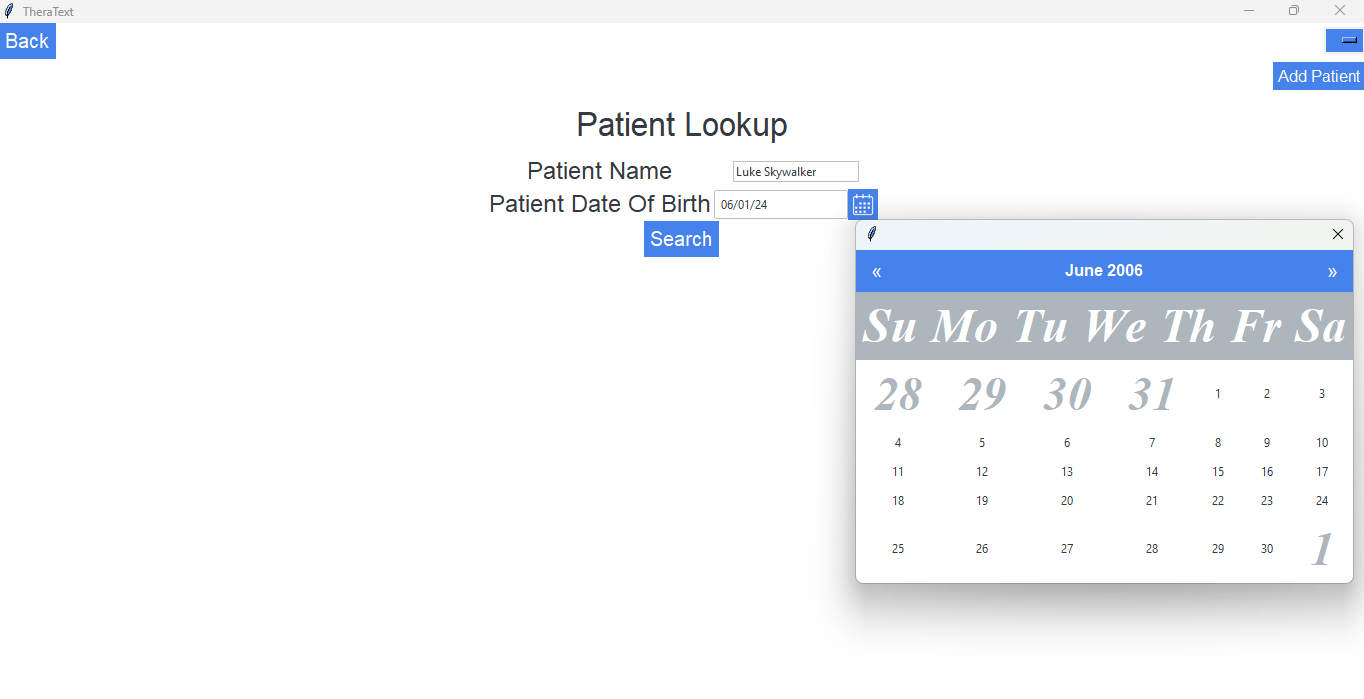 TheraText
Back
Add Patient
Patient Lookup
Patient Name Luke Skywalker
Patient Date Of Birth 06/01/24
Search
« June 2006 »
Su Mo Tu We Th Fr Sa
28 29 30 31 1 2 3
4 5 6 7 8 9 10
11 12 13 14 15 16 17
18 19 20 21 22 23 24
25 26 27 28 29 30 1